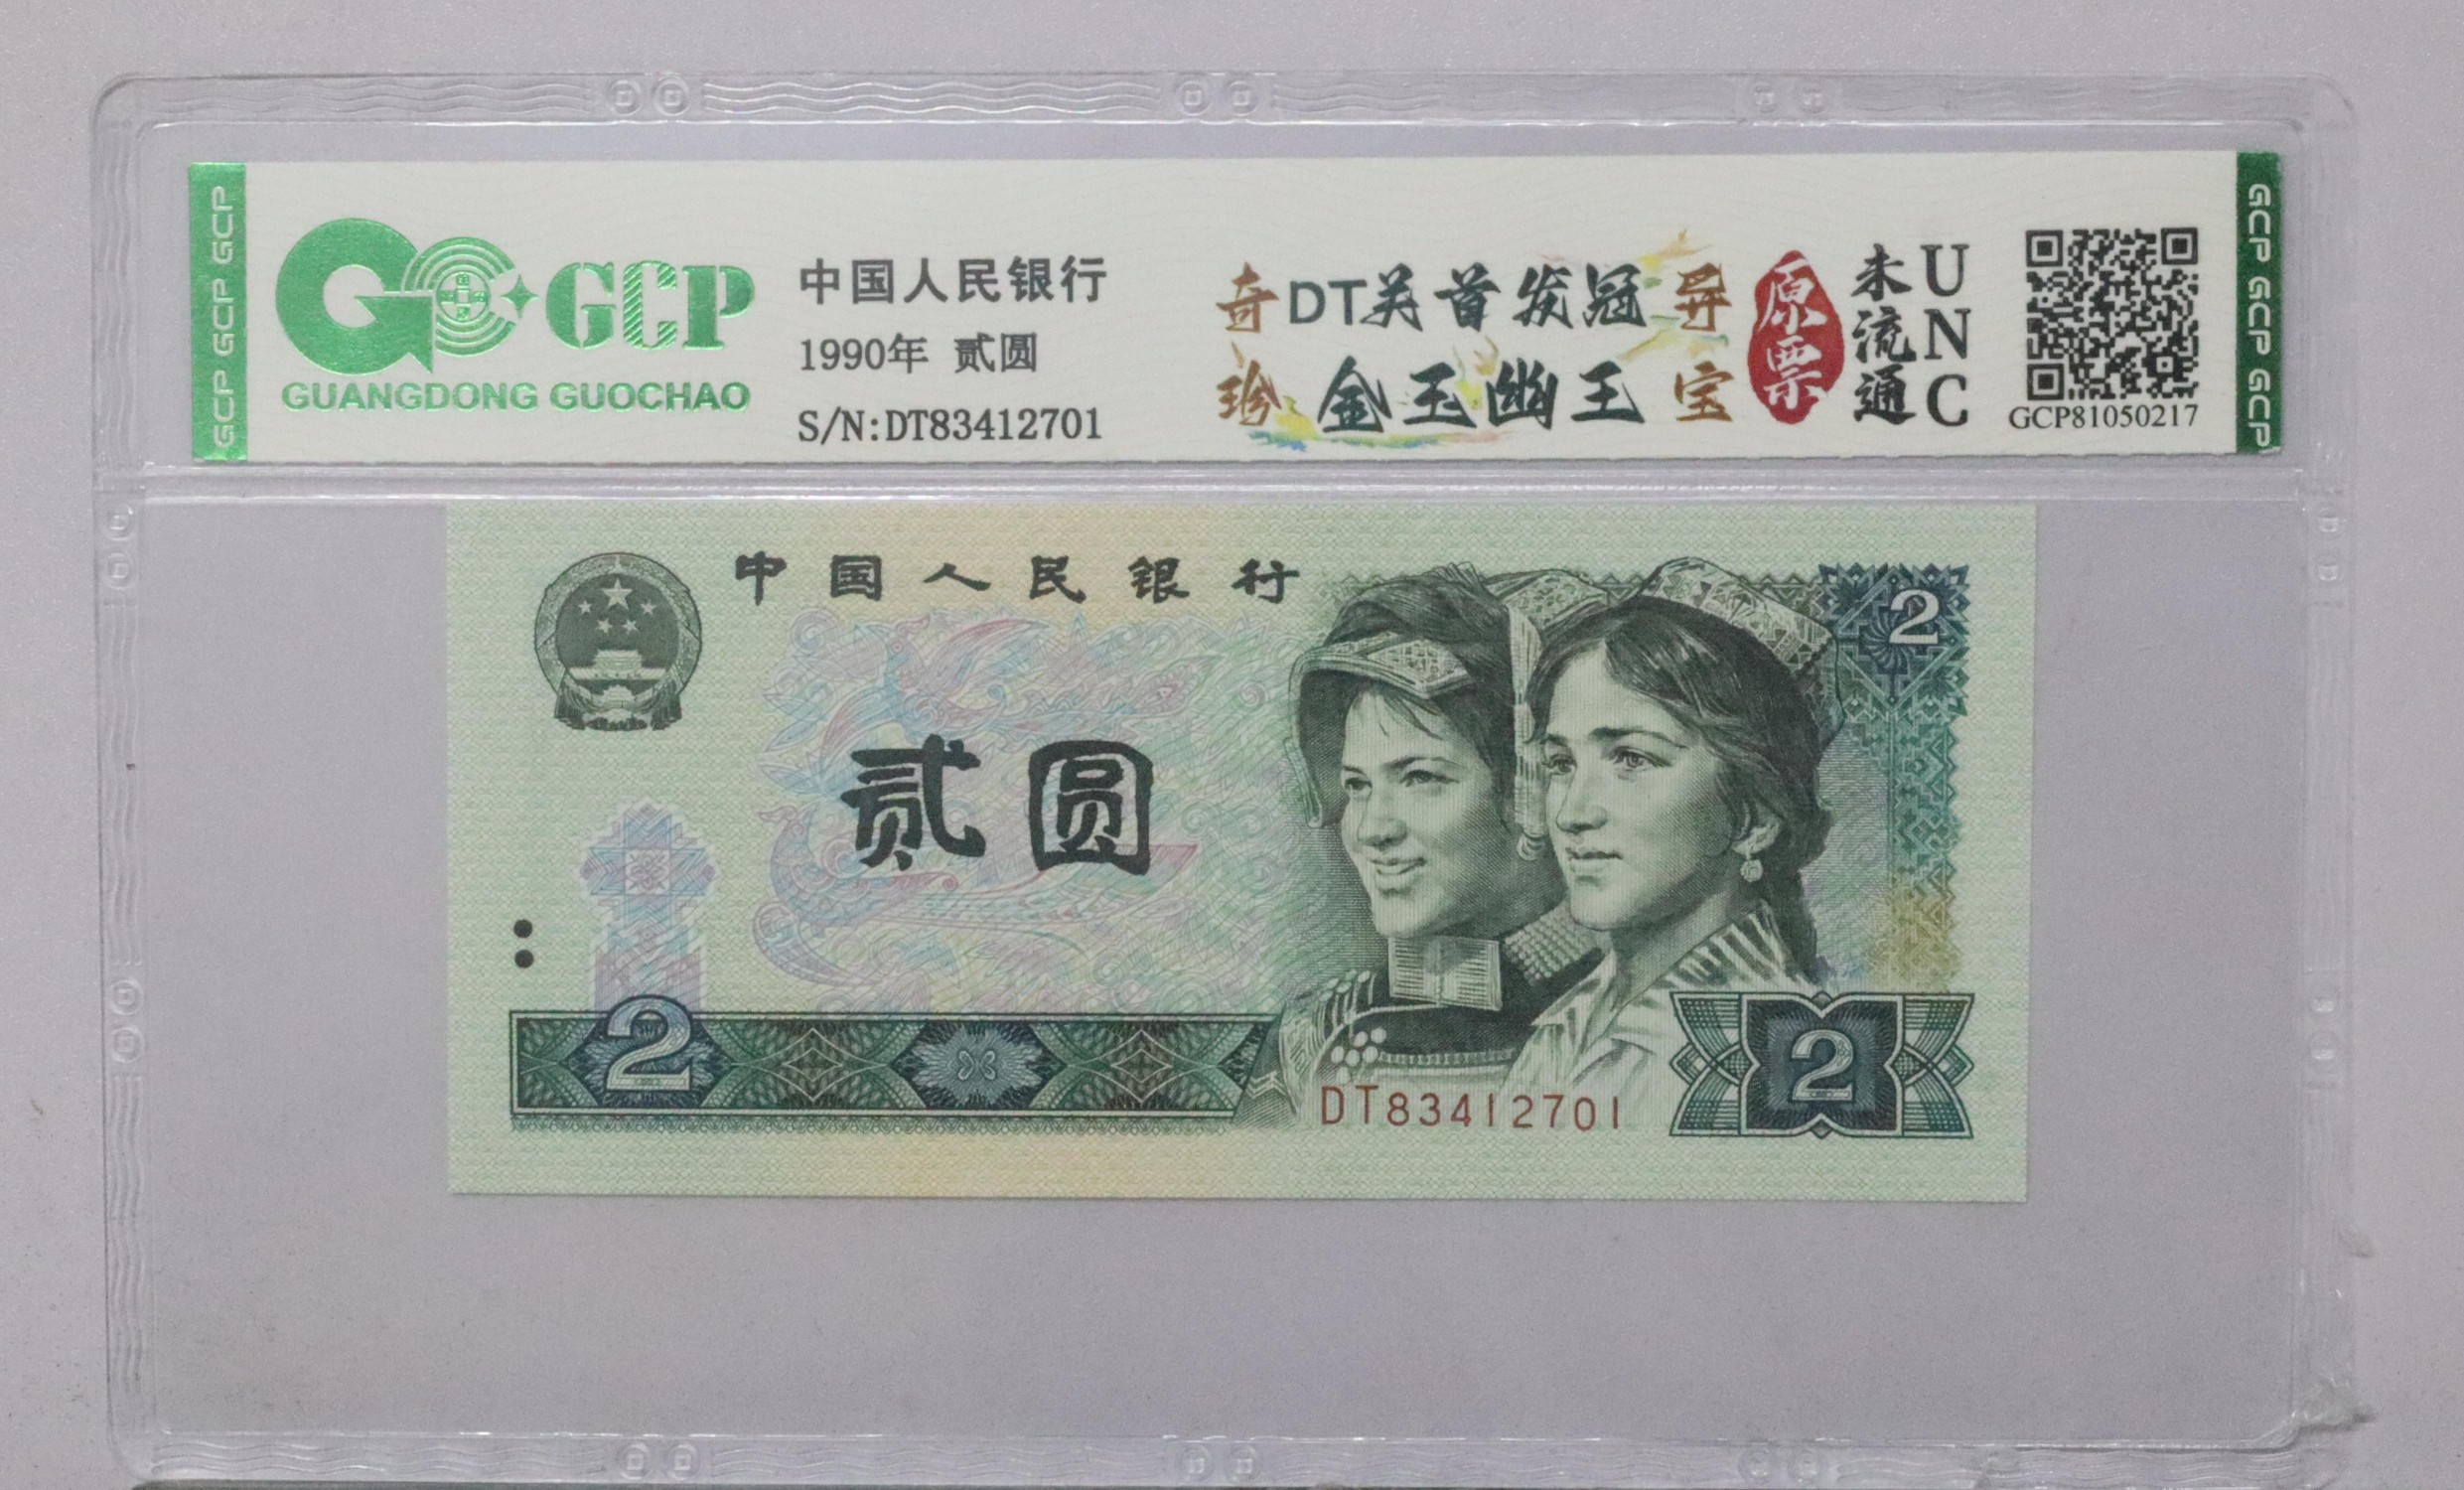 GCP GCP GCP
GCP
GUANGDONG GUOCHAO
中国人民银行
1990年 贰圆
S/N:DT83412701
奇 DT关首发冠 异
珍 金玉幽王 宝
原票
未流通
UNC
GCP81050217
GCP GCP GCP
中国人民银行
2
贰圆
2
DT83412701
2